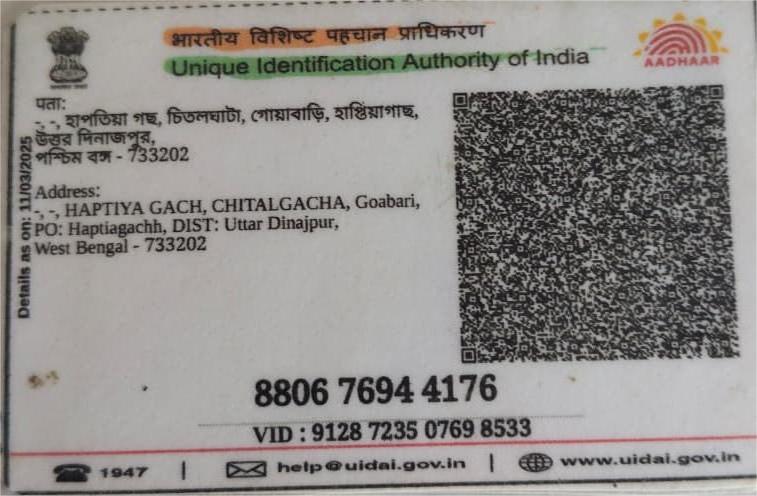 भारतीय विशिष्ट पहचान प्राधिकरण
Unique Identification Authority of India
AADHAAR
पता:
-, -, হাপতিয়া গছ, চিতলঘাটা, গোয়াবাড়ি, হাপ্তিয়াগাছ,
উত্তর দিনাজপুর,
পশ্চিম বঙ্গ - 733202
Address:
-, -, HAPTIYA GACH, CHITALGACHA, Goabari,
PO: Haptiagachh, DIST: Uttar Dinajpur,
West Bengal - 733202
Details as on: 11/03/2025
8806 7694 4176
VID : 9128 7235 0769 8533
1947 | help@uidai.gov.in | www.uidai.gov.in